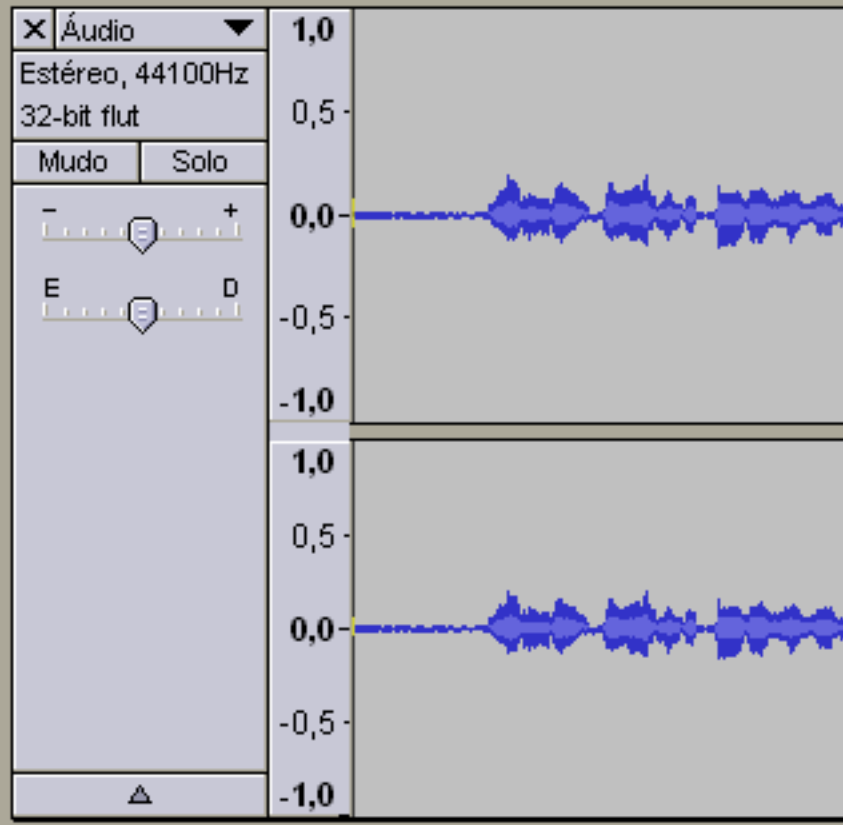 X Áudio
Estéreo, 44100Hz
32-bit flut
Mudo Solo
- +
E D
1,0
0,5
0,0
-0,5
-1,0
1,0
0,5
0,0
-0,5
-1,0